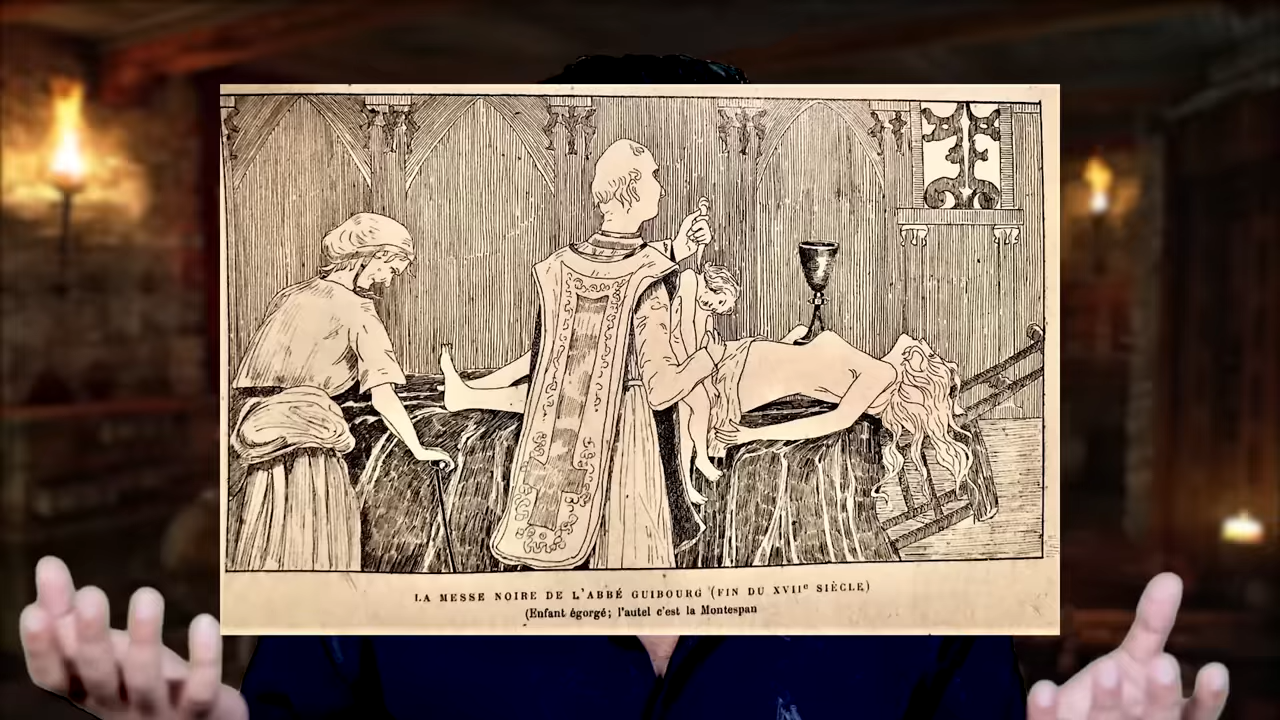 LA MESSE NOIRE DE L'ABBÉ GUIBOURG (FIN DU XVIIᵉ SIÈCLE)
(Enfant égorgé; l'autel c'est la Montespan